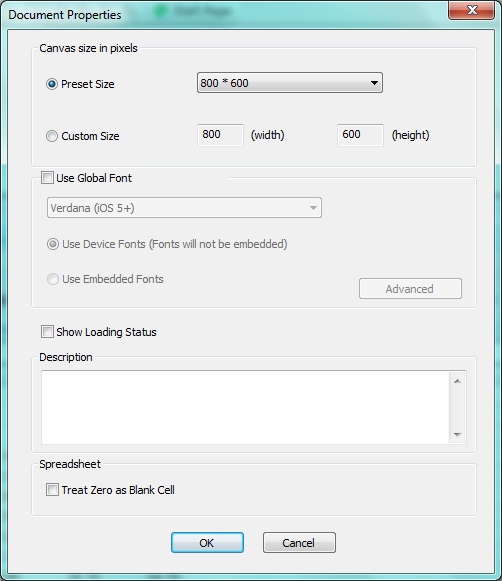 Start Page
Document Properties
Canvas size in pixels
Preset Size
800 * 600
Custom Size
800 (width) 600 (height)
Use Global Font
Verdana (iOS 5+)
Use Device Fonts (Fonts will not be embedded)
Use Embedded Fonts
Advanced
Show Loading Status
Description
Spreadsheet
Treat Zero as Blank Cell
OK Cancel